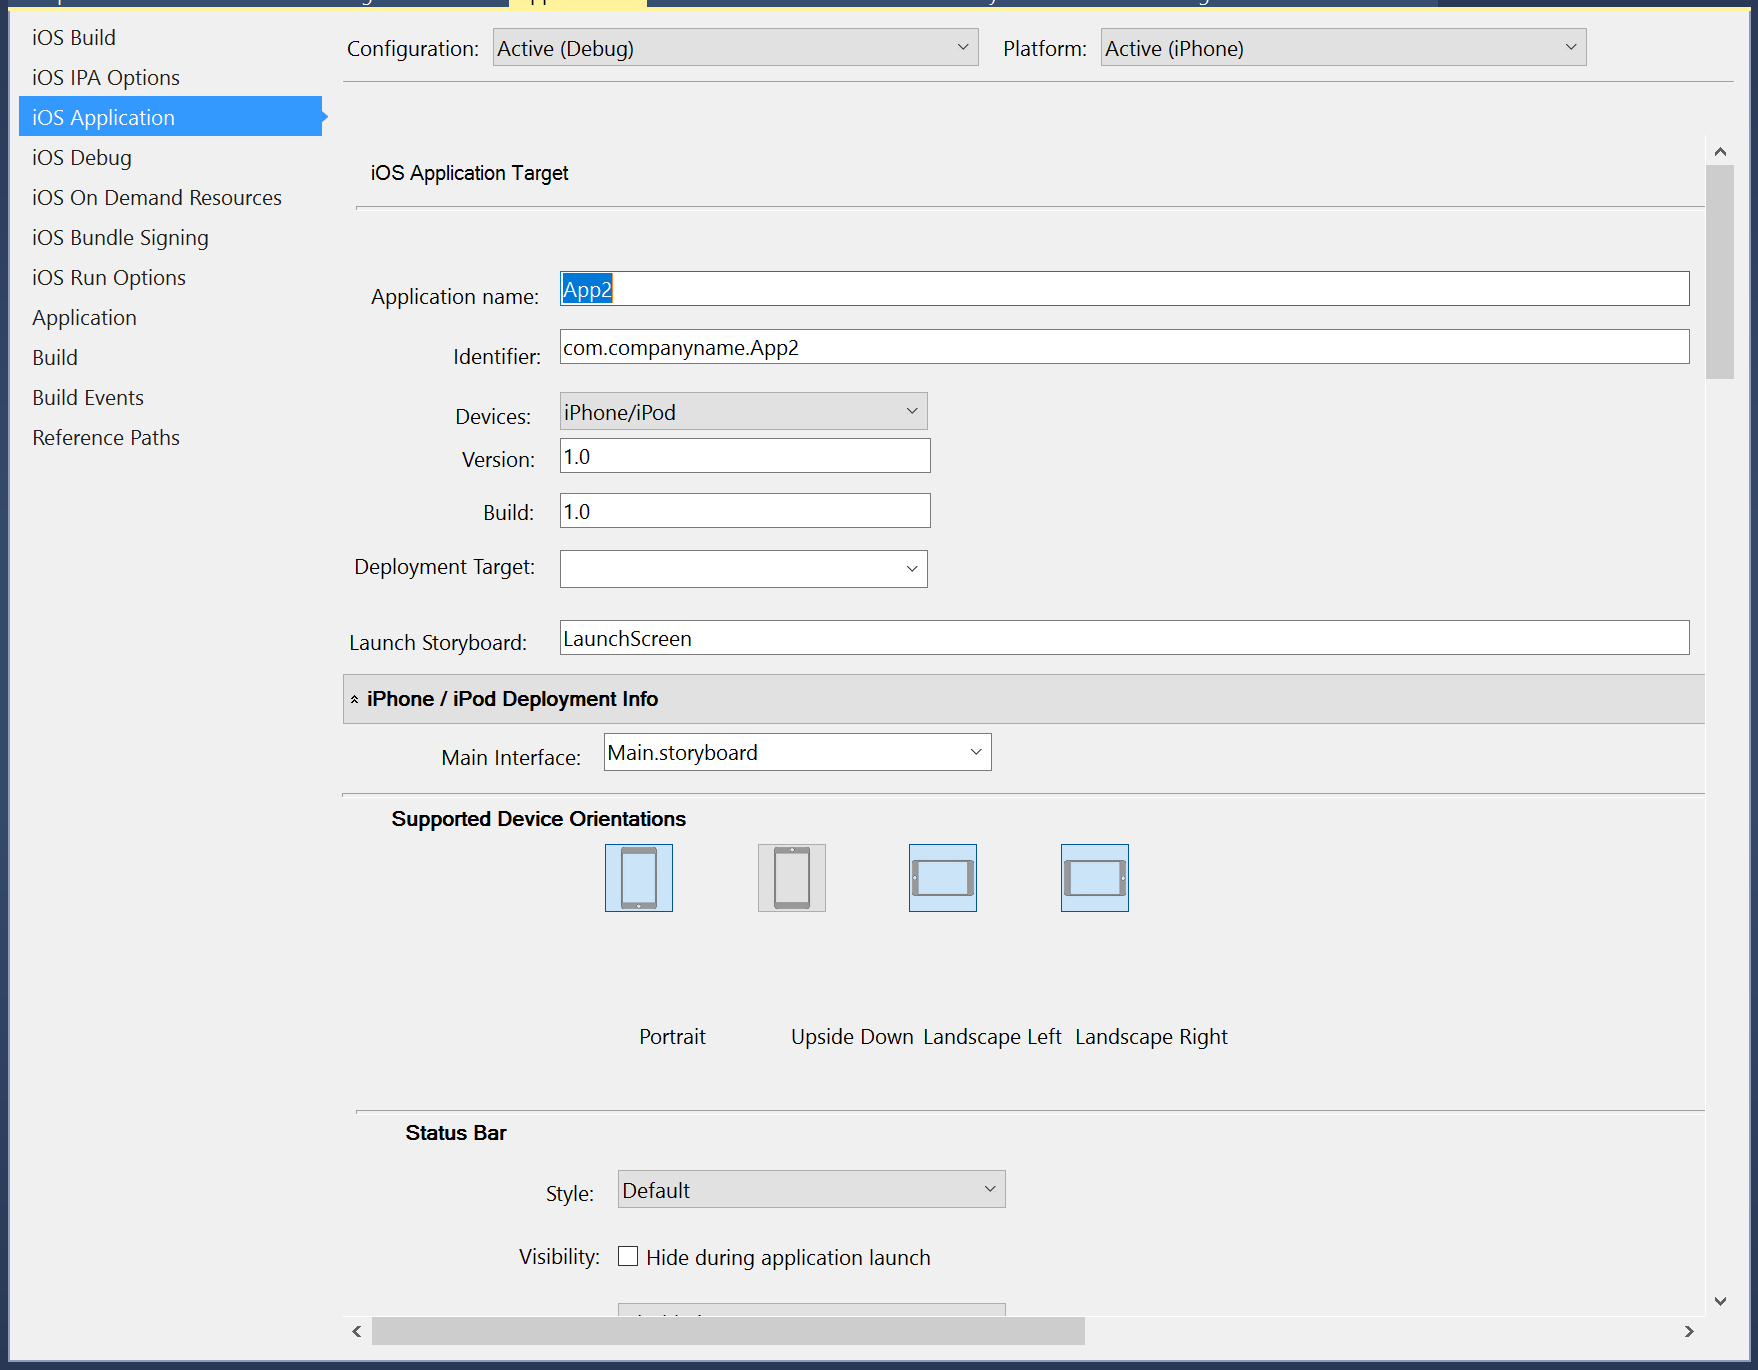 iOS Build
iOS IPA Options
iOS Application
iOS Debug
iOS On Demand Resources
iOS Bundle Signing
iOS Run Options
Application
Build
Build Events
Reference Paths
Configuration: Active (Debug) Platform: Active (iPhone)
iOS Application Target
Application name: App2
Identifier: com.companyname.App2
Devices: iPhone/iPod
Version: 1.0
Build: 1.0
Deployment Target:
Launch Storyboard: LaunchScreen
iPhone / iPod Deployment Info
Main Interface: Main.storyboard
Supported Device Orientations
Portrait Upside Down Landscape Left Landscape Right
Status Bar
Style: Default
Visibility: Hide during application launch